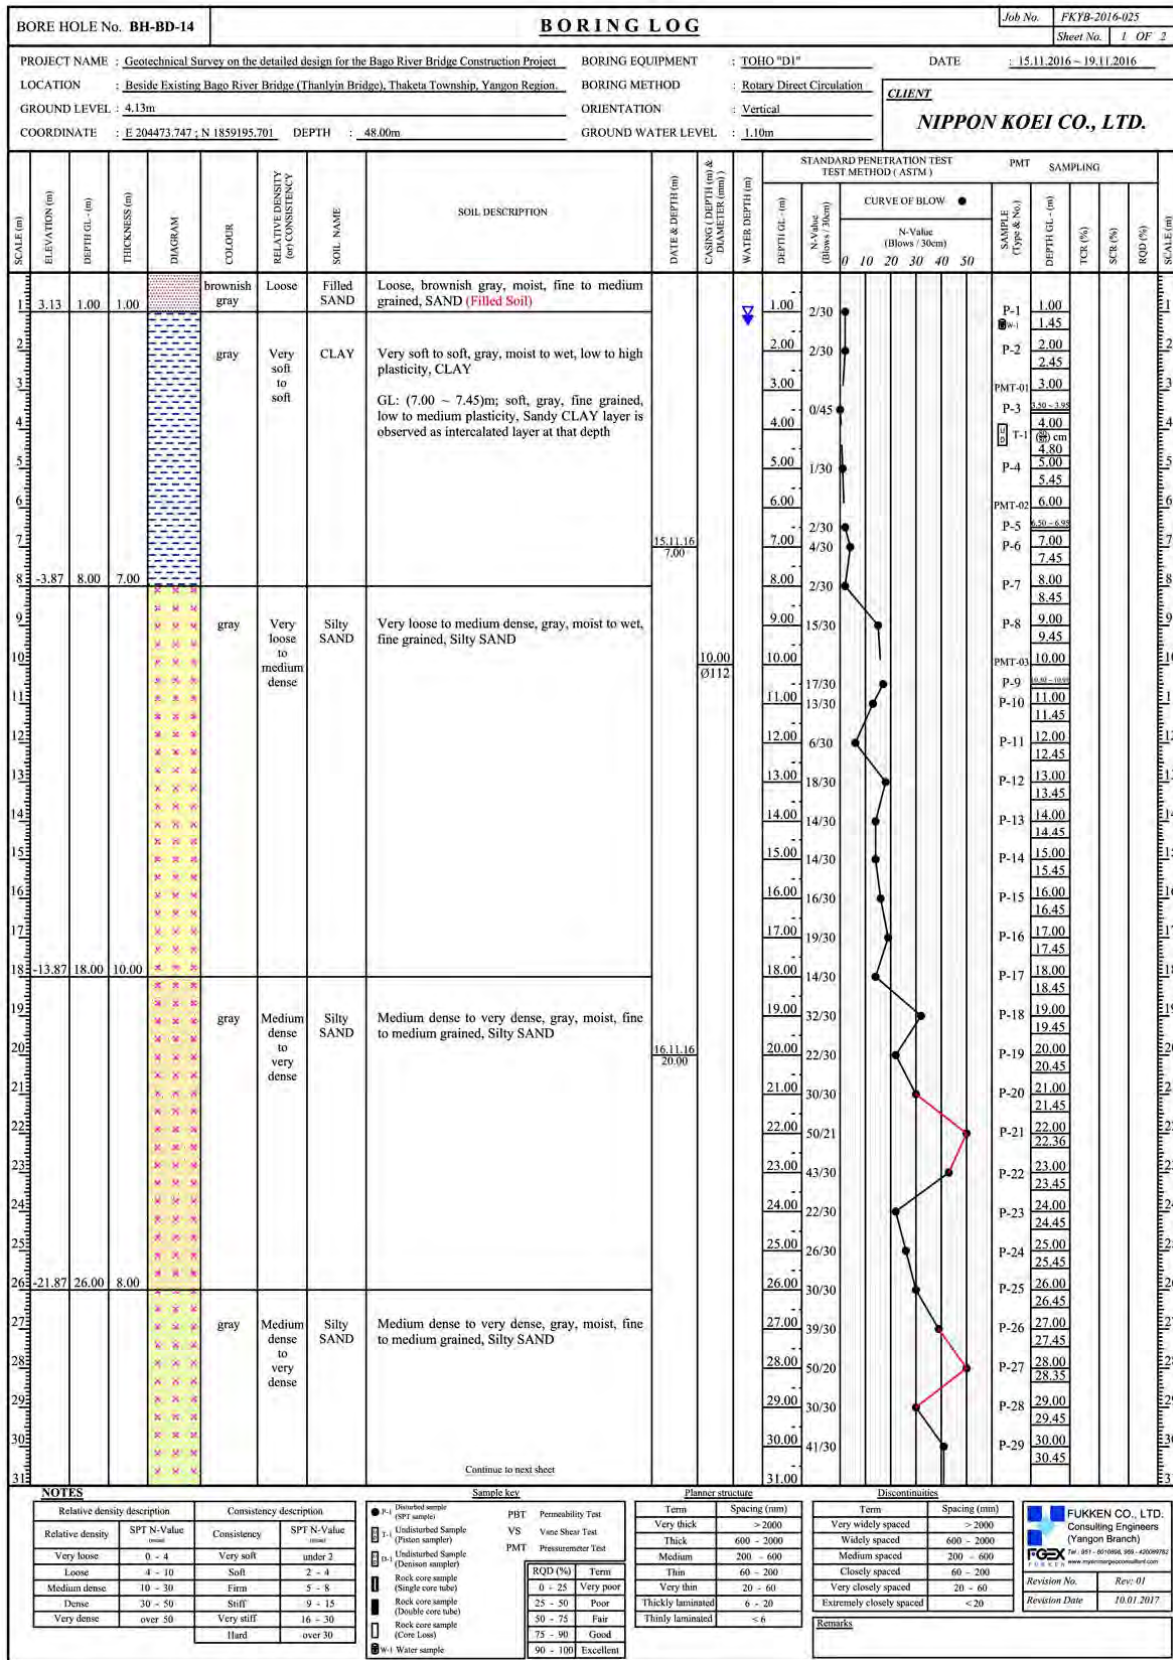 BORE HOLE No. BH-BD-14
BORING LOG
Job No. FKYB-2016-025
Sheet No. 1 OF 2
PROJECT NAME : Geotechnical Survey on the detailed design for the Bago River Bridge Construction Project
LOCATION : Beside Existing Bago River Bridge (Thanlyin Bridge), Thaketa Township, Yangon Region.
GROUND LEVEL : 4.13m
COORDINATE : E 204473.747 ; N 1859195.701 DEPTH : 48.00m
BORING EQUIPMENT : TOHO "D1"
BORING METHOD : Rotary Direct Circulation
ORIENTATION : Vertical
GROUND WATER LEVEL : 1.10m
DATE : 15.11.2016 ~ 19.11.2016
CLIENT
NIPPON KOEI CO., LTD.
SCALE (m)
ELEVATION (m)
DEPTH GL - (m)
THICKNESS (m)
DIAGRAM
COLOUR
RELATIVE DENSITY (or) CONSISTENCY
SOIL NAME
SOIL DESCRIPTION
DATE & DEPTH (m)
CASING ( DEPTH (m) & DIAMETER (mm) )
WATER DEPTH (m)
STANDARD PENETRATION TEST
TEST METHOD ( ASTM )
DEPTH GL - (m)
N-Value (Blows / 30cm)
CURVE OF BLOW ●
N-Value
(Blows / 30cm)
0 10 20 30 40 50
PMT SAMPLING
SAMPLE (Type & No.)
DEPTH GL - (m)
TCR (%)
SCR (%)
RQD (%)
SCALE (m)
1 3.13 1.00 1.00
brownish gray
Loose
Filled SAND
Loose, brownish gray, moist, fine to medium
grained, SAND (Filled Soil)
8 -3.87 8.00 7.00
gray
Very soft to soft
CLAY
Very soft to soft, gray, moist to wet, low to high
plasticity, CLAY
GL: (7.00 ~ 7.45)m; soft, gray, fine grained,
low to medium plasticity, Sandy CLAY layer is
observed as intercalated layer at that depth
15.11.16
7.00
18 -13.87 18.00 10.00
gray
Very loose to medium dense
Silty SAND
Very loose to medium dense, gray, moist to wet,
fine grained, Silty SAND
10.00
Ø112
26 -21.87 26.00 8.00
gray
Medium dense to very dense
Silty SAND
Medium dense to very dense, gray, moist, fine
to medium grained, Silty SAND
16.11.16
20.00
gray
Medium dense to very dense
Silty SAND
Medium dense to very dense, gray, moist, fine
to medium grained, Silty SAND
Continue to next sheet
1.00 2/30 P-1 1.00
W-1 1.45
2.00 2/30 P-2 2.00
2.45
3.00 PMT-01 3.00
0/45 P-3 3.50 ~ 3.95
4.00 T-1 4.00
cm
4.80
5.00 1/30 P-4 5.00
5.45
6.00 PMT-02 6.00
2/30 P-5 6.50 ~ 6.95
7.00 4/30 P-6 7.00
7.45
8.00 2/30 P-7 8.00
8.45
9.00 15/30 P-8 9.00
9.45
10.00 PMT-03 10.00
17/30 P-9 10.50 ~ 10.95
11.00 13/30 P-10 11.00
11.45
12.00 6/30 P-11 12.00
12.45
13.00 18/30 P-12 13.00
13.45
14.00 14/30 P-13 14.00
14.45
15.00 14/30 P-14 15.00
15.45
16.00 16/30 P-15 16.00
16.45
17.00 19/30 P-16 17.00
17.45
18.00 14/30 P-17 18.00
18.45
19.00 32/30 P-18 19.00
19.45
20.00 22/30 P-19 20.00
20.45
21.00 30/30 P-20 21.00
21.45
22.00 50/21 P-21 22.00
22.36
23.00 43/30 P-22 23.00
23.45
24.00 22/30 P-23 24.00
24.45
25.00 26/30 P-24 25.00
25.45
26.00 30/30 P-25 26.00
26.45
27.00 39/30 P-26 27.00
27.45
28.00 50/20 P-27 28.00
28.35
29.00 30/30 P-28 29.00
29.45
30.00 41/30 P-29 30.00
30.45
31.00
NOTES
Relative density description Consistency description
Relative density SPT N-Value Consistency SPT N-Value
Very loose 0 - 4 Very soft under 2
Loose 4 - 10 Soft 2 - 4
Medium dense 10 - 30 Firm 5 - 8
Dense 30 - 50 Stiff 9 - 15
Very dense over 50 Very stiff 16 - 30
Hard over 30
Sample key
P-1 Disturbed sample (SPT sample)
T-1 Undisturbed Sample (Piston sampler)
D-1 Undisturbed Sample (Denison sampler)
Rock core sample (Single core tube)
Rock core sample (Double core tube)
Rock core sample (Core Loss)
W-1 Water sample
PBT Permeability Test
VS Vane Shear Test
PMT Pressuremeter Test
RQD (%) Term
0 - 25 Very poor
25 - 50 Poor
50 - 75 Fair
75 - 90 Good
90 - 100 Excellent
Planner structure
Term Spacing (mm)
Very thick > 2000
Thick 600 - 2000
Medium 200 - 600
Thin 60 - 200
Very thin 20 - 60
Thickly laminated 6 - 20
Thinly laminated < 6
Discontinuities
Term Spacing (mm)
Very widely spaced > 2000
Widely spaced 600 - 2000
Medium spaced 200 - 600
Closely spaced 60 - 200
Very closely spaced 20 - 60
Extremely closely spaced < 20
Remarks
FUKKEN CO., LTD.
Consulting Engineers
(Yangon Branch)
FGEX
Revision No. Rev: 01
Revision Date 10.01.2017